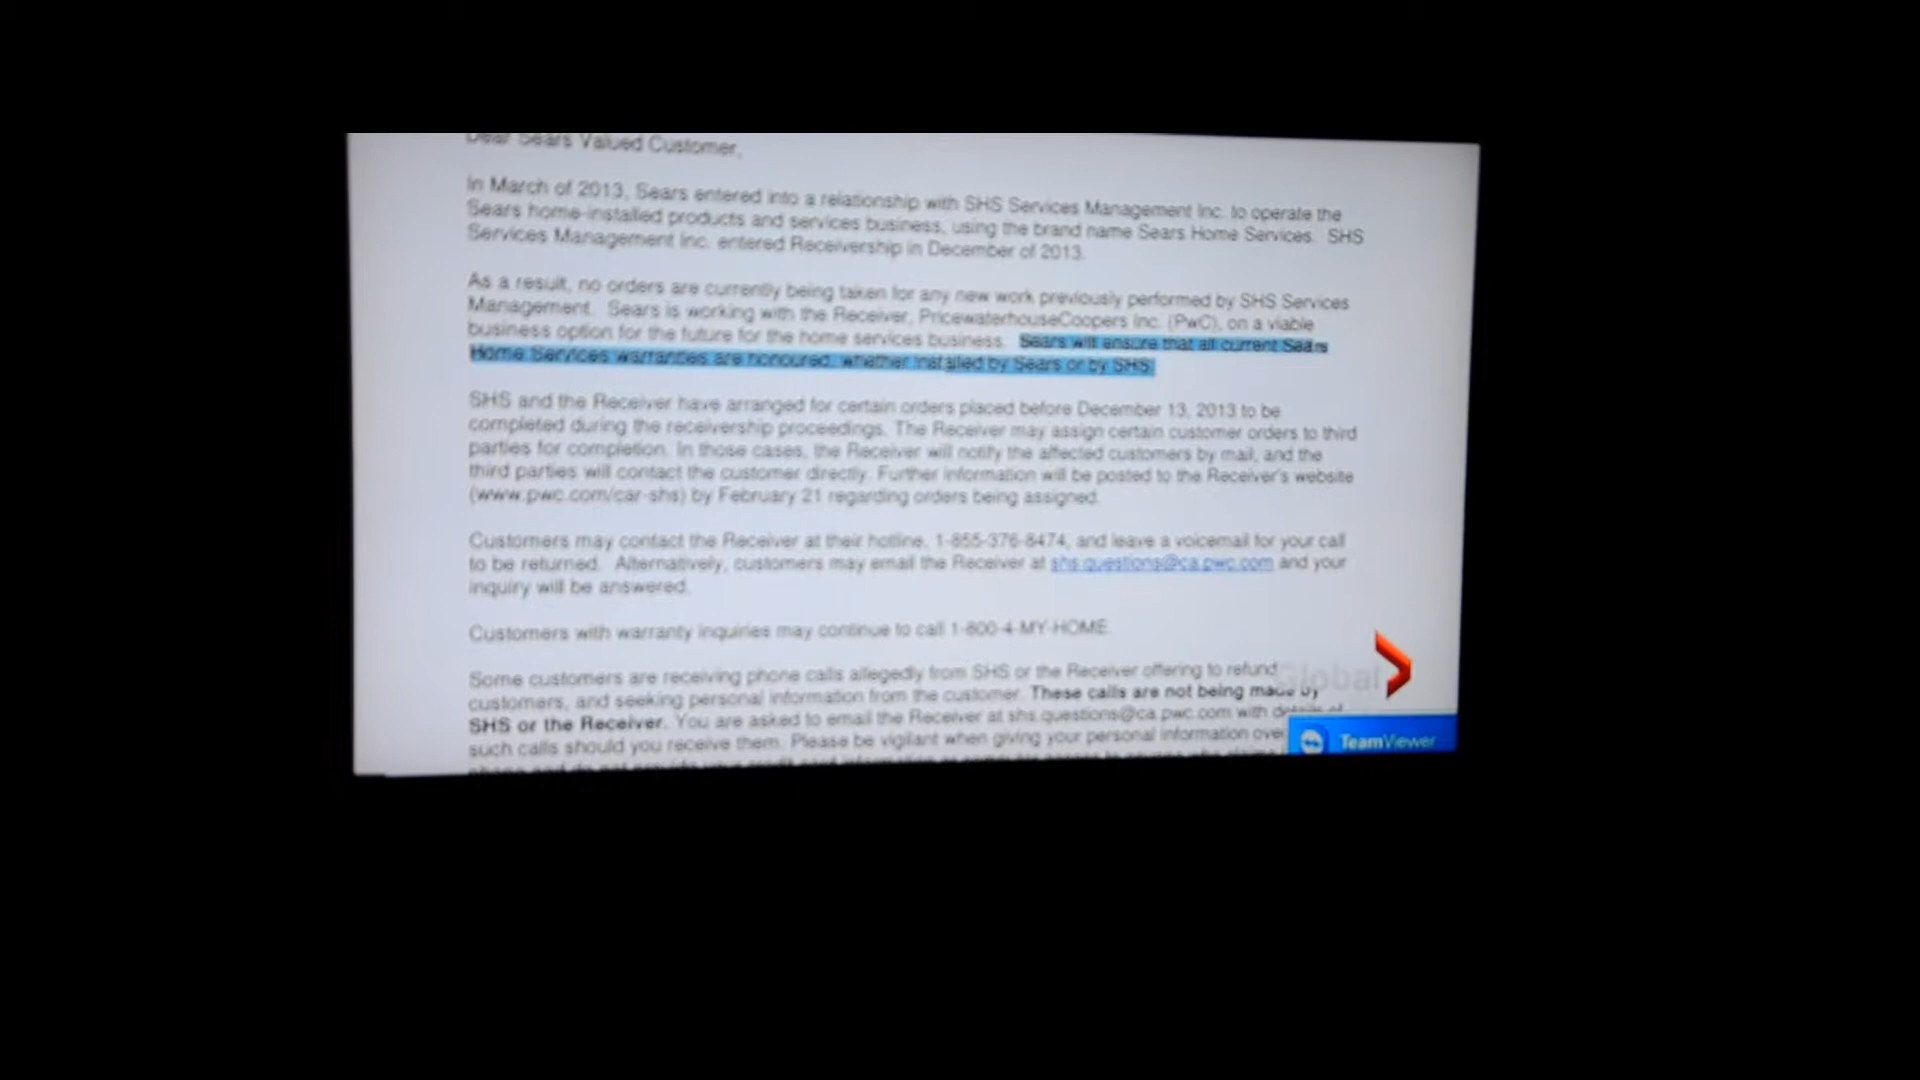 Dear Sears Valued Customer,
In March of 2013, Sears entered into a relationship with SHS Services Management Inc. to operate the
Sears home-installed products and services business, using the brand name Sears Home Services. SHS
Services Management Inc. entered Receivership in December of 2013.
As a result, no orders are currently being taken for any new work previously performed by SHS Services
Management. Sears is working with the Receiver, PricewaterhouseCoopers Inc. (PwC), on a viable
business option for the future for the home services business. Sears will ensure that all current Sears
Home Services warranties are honoured, whether installed by Sears or by SHS.
SHS and the Receiver have arranged for certain orders placed before December 13, 2013 to be
completed during the receivership proceedings. The Receiver may assign certain customer orders to third
parties for completion. In those cases, the Receiver will notify the affected customers by mail, and the
third parties will contact the customer directly. Further information will be posted to the Receiver's website
(www.pwc.com/car-shs) by February 21 regarding orders being assigned.
Customers may contact the Receiver at their hotline, 1-855-376-8474, and leave a voicemail for your call
to be returned. Alternatively, customers may email the Receiver at shs.questions@ca.pwc.com and your
inquiry will be answered.
Customers with warranty inquiries may continue to call 1-800-4-MY-HOME.
Some customers are receiving phone calls allegedly from SHS or the Receiver offering to refund
customers, and seeking personal information from the customer. These calls are not being made by
SHS or the Receiver. You are asked to email the Receiver at shs.questions@ca.pwc.com with details of
such calls should you receive them. Please be vigilant when giving your personal information over
phone and do not provide your credit card information or
Global
TeamViewer